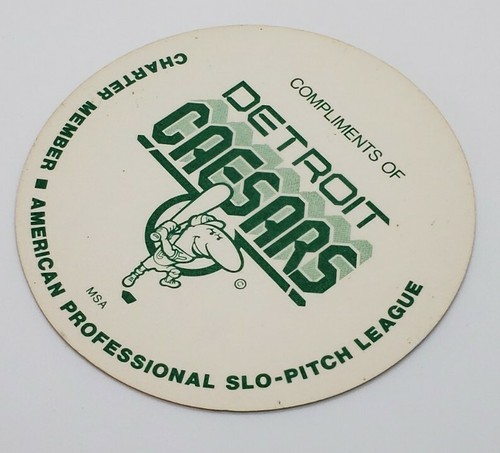 COMPLIMENTS OF
DETROIT
CAESARS
©
MSA
CHARTER MEMBER ■ AMERICAN PROFESSIONAL SLO-PITCH LEAGUE